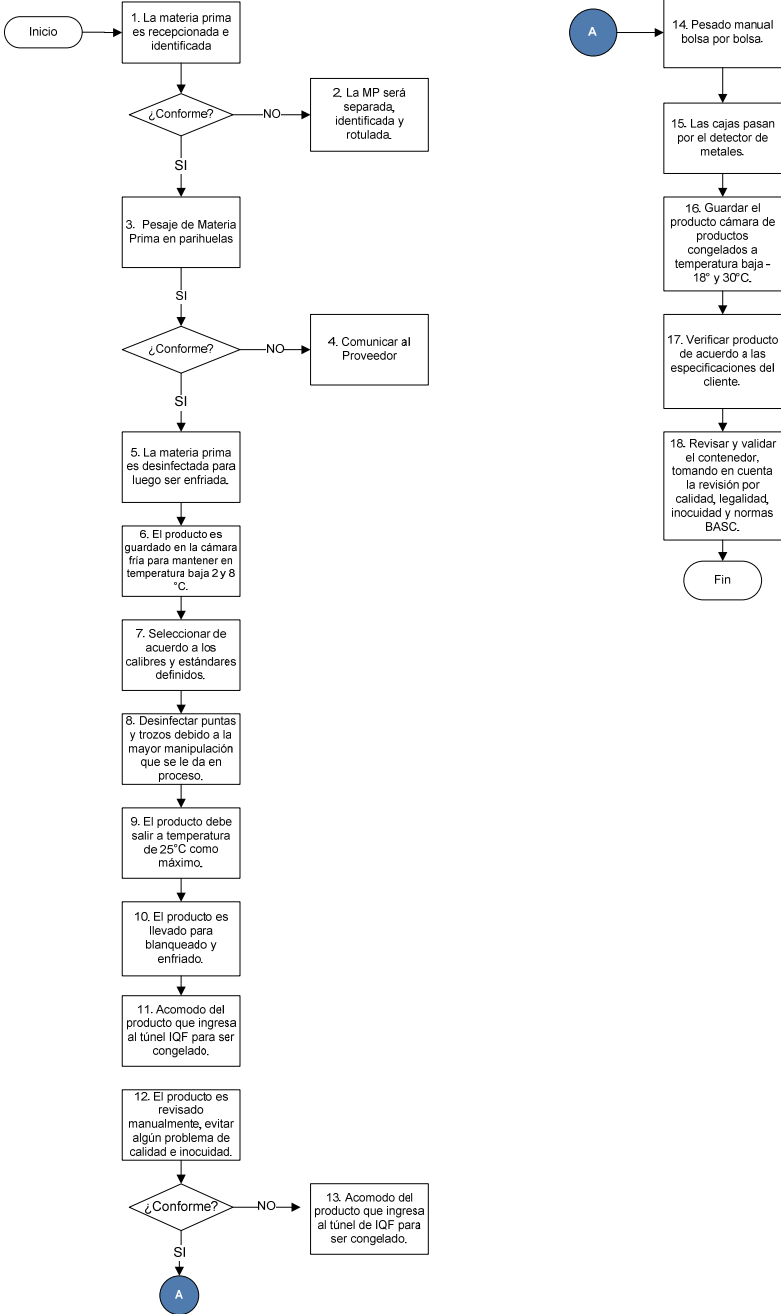 Inicio
1. La materia prima
es recepcionada e
identificada
¿Conforme?
NO
2. La MP será
separada,
identificada y
rotulada.
SI
3. Pesaje de Materia
Prima en parihuelas
SI
¿Conforme?
NO
4. Comunicar al
Proveedor
SI
5. La materia prima
es desinfectada para
luego ser enfriada.
6. El producto es
guardado en la cámara
fría para mantener en
temperatura baja 2 y 8
°C.
7. Seleccionar de
acuerdo a los
calibres y estándares
definidos.
8. Desinfectar puntas
y trozos debido a la
mayor manipulación
que se le da en
proceso.
9. El producto debe
salir a temperatura
de 25°C como
máximo.
10. El producto es
llevado para
blanqueado y
enfriado.
11. Acomodo del
producto que ingresa
al túnel IQF para ser
congelado.
12. El producto es
revisado
manualmente, evitar
algún problema de
calidad e inocuidad.
¿Conforme?
NO
13. Acomodo del
producto que ingresa
al túnel de IQF para
ser congelado.
SI
A
A
14. Pesado manual
bolsa por bolsa.
15. Las cajas pasan
por el detector de
metales.
16. Guardar el
producto cámara de
productos
congelados a
temperatura baja -
18° y 30°C.
17. Verificar producto
de acuerdo a las
especificaciones del
cliente.
18. Revisar y validar
el contenedor,
tomando en cuenta
la revisión por
calidad, legalidad,
inocuidad y normas
BASC.
Fin